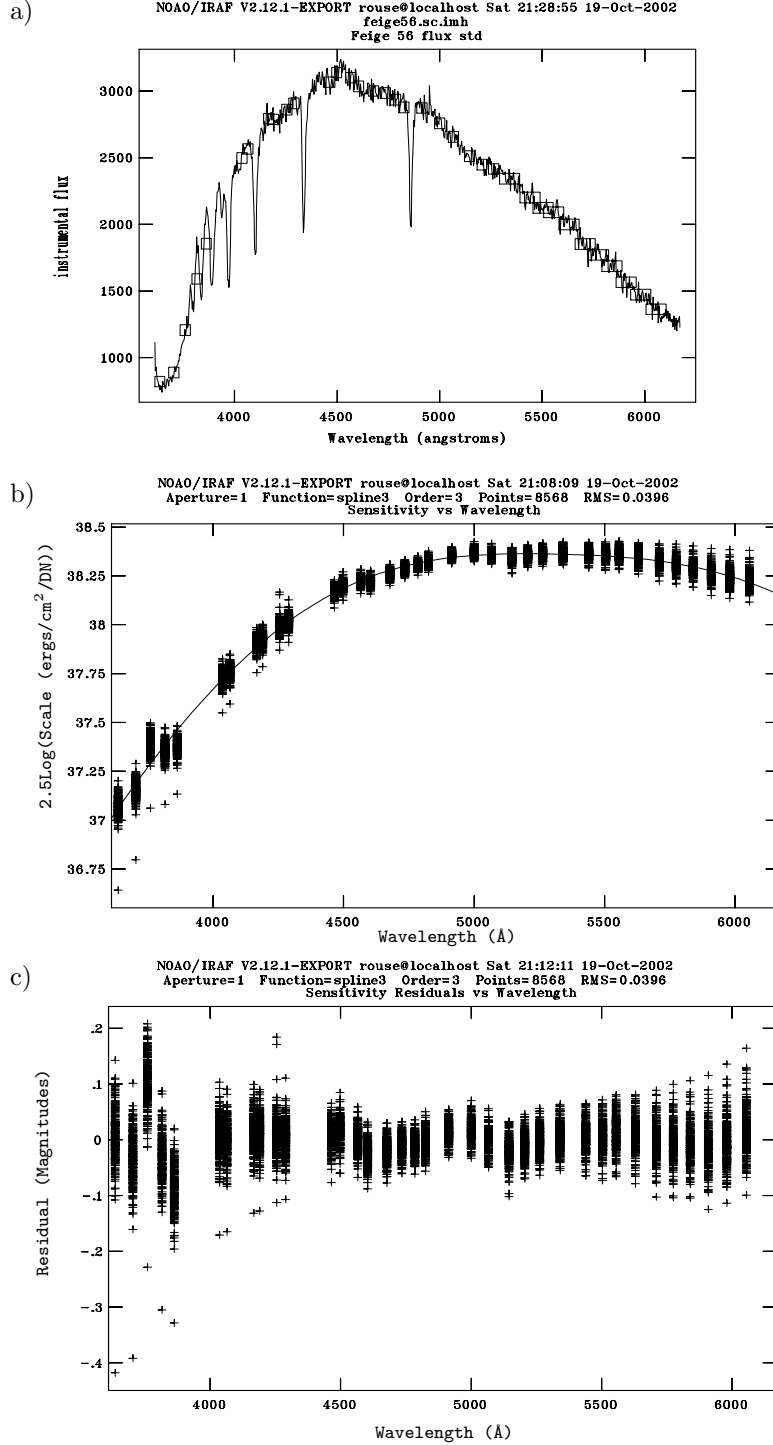 a)
NOAO/IRAF V2.12.1-EXPORT rouse@localhost Sat 21:28:55 19-Oct-2002
feige56.sc.imh
Feige 56 flux std
3000
2500
2000
1500
1000
instrumental flux
4000 4500 5000 5500 6000
Wavelength (angstroms)
b)
NOAO/IRAF V2.12.1-EXPORT rouse@localhost Sat 21:08:09 19-Oct-2002
Aperture=1 Function=spline3 Order=3 Points=8568 RMS=0.0396
Sensitivity vs Wavelength
38.5
38.25
38
37.75
37.5
37.25
37
36.75
2.5Log(Scale (ergs/cm²/DN))
4000 4500 5000 5500 6000
Wavelength (Å)
c)
NOAO/IRAF V2.12.1-EXPORT rouse@localhost Sat 21:12:11 19-Oct-2002
Aperture=1 Function=spline3 Order=3 Points=8568 RMS=0.0396
Sensitivity Residuals vs Wavelength
.2
.1
0
-.1
-.2
-.3
-.4
Residual (Magnitudes)
4000 4500 5000 5500 6000
Wavelength (Å)